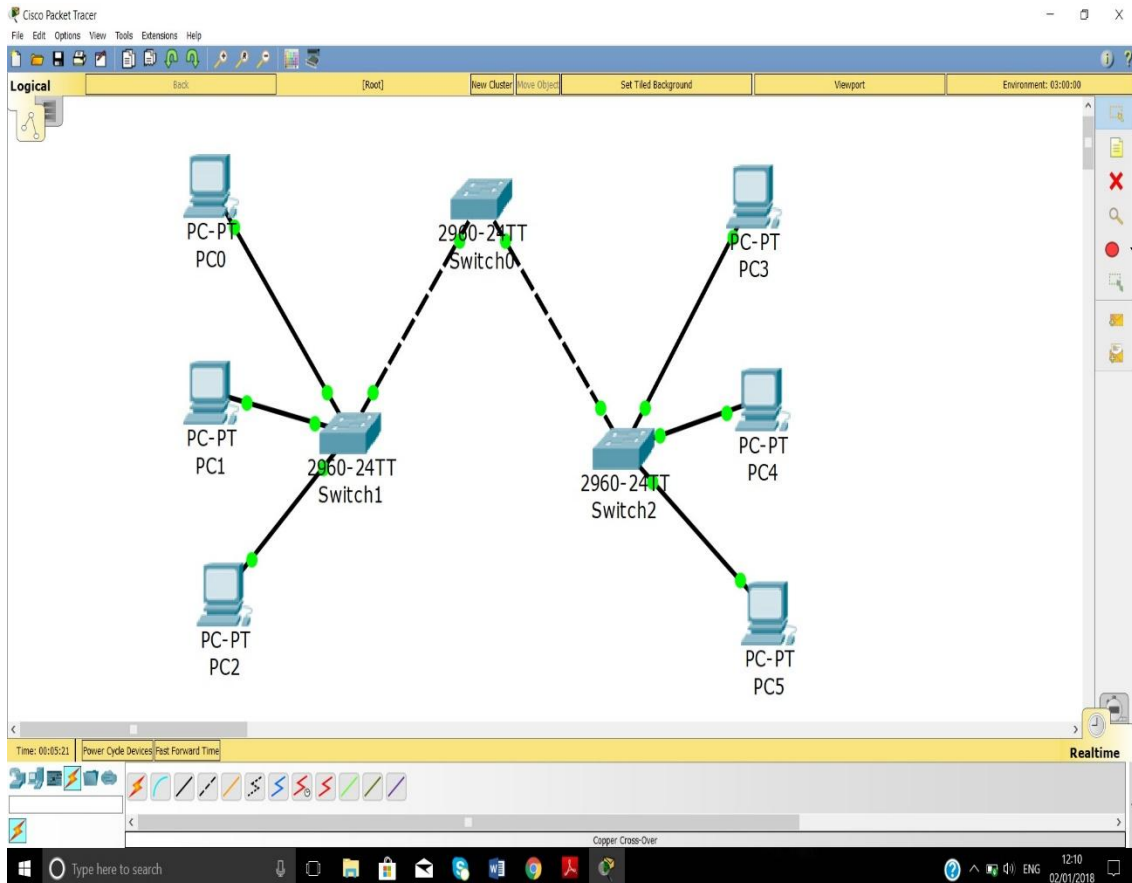 Cisco Packet Tracer
File Edit Options View Tools Extensions Help
Logical Back [Root] New Cluster Move Object Set Tiled Background Viewport Environment: 03:00:00
PC-PT
PC0
2960-24TT
Switch0
PC-PT
PC3
PC-PT
PC1
2960-24TT
Switch1
2960-24TT
Switch2
PC-PT
PC4
PC-PT
PC2
PC-PT
PC5
Time: 00:05:21 Power Cycle Devices Fast Forward Time
Realtime
Copper Cross-Over
Type here to search
ENG
12:10
02/01/2018